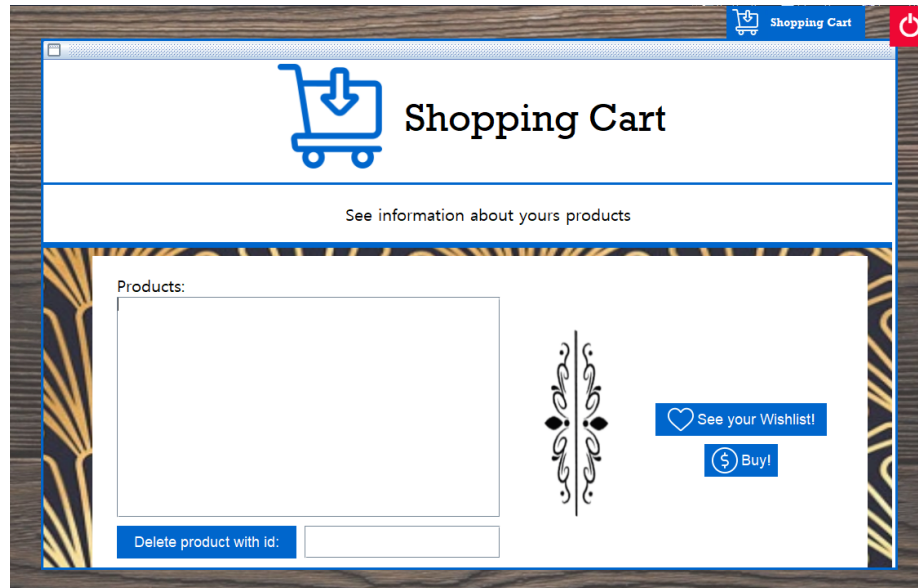 Shopping Cart
Shopping Cart
See information about yours products
Products:
See your Wishlist!
$ Buy!
Delete product with id: